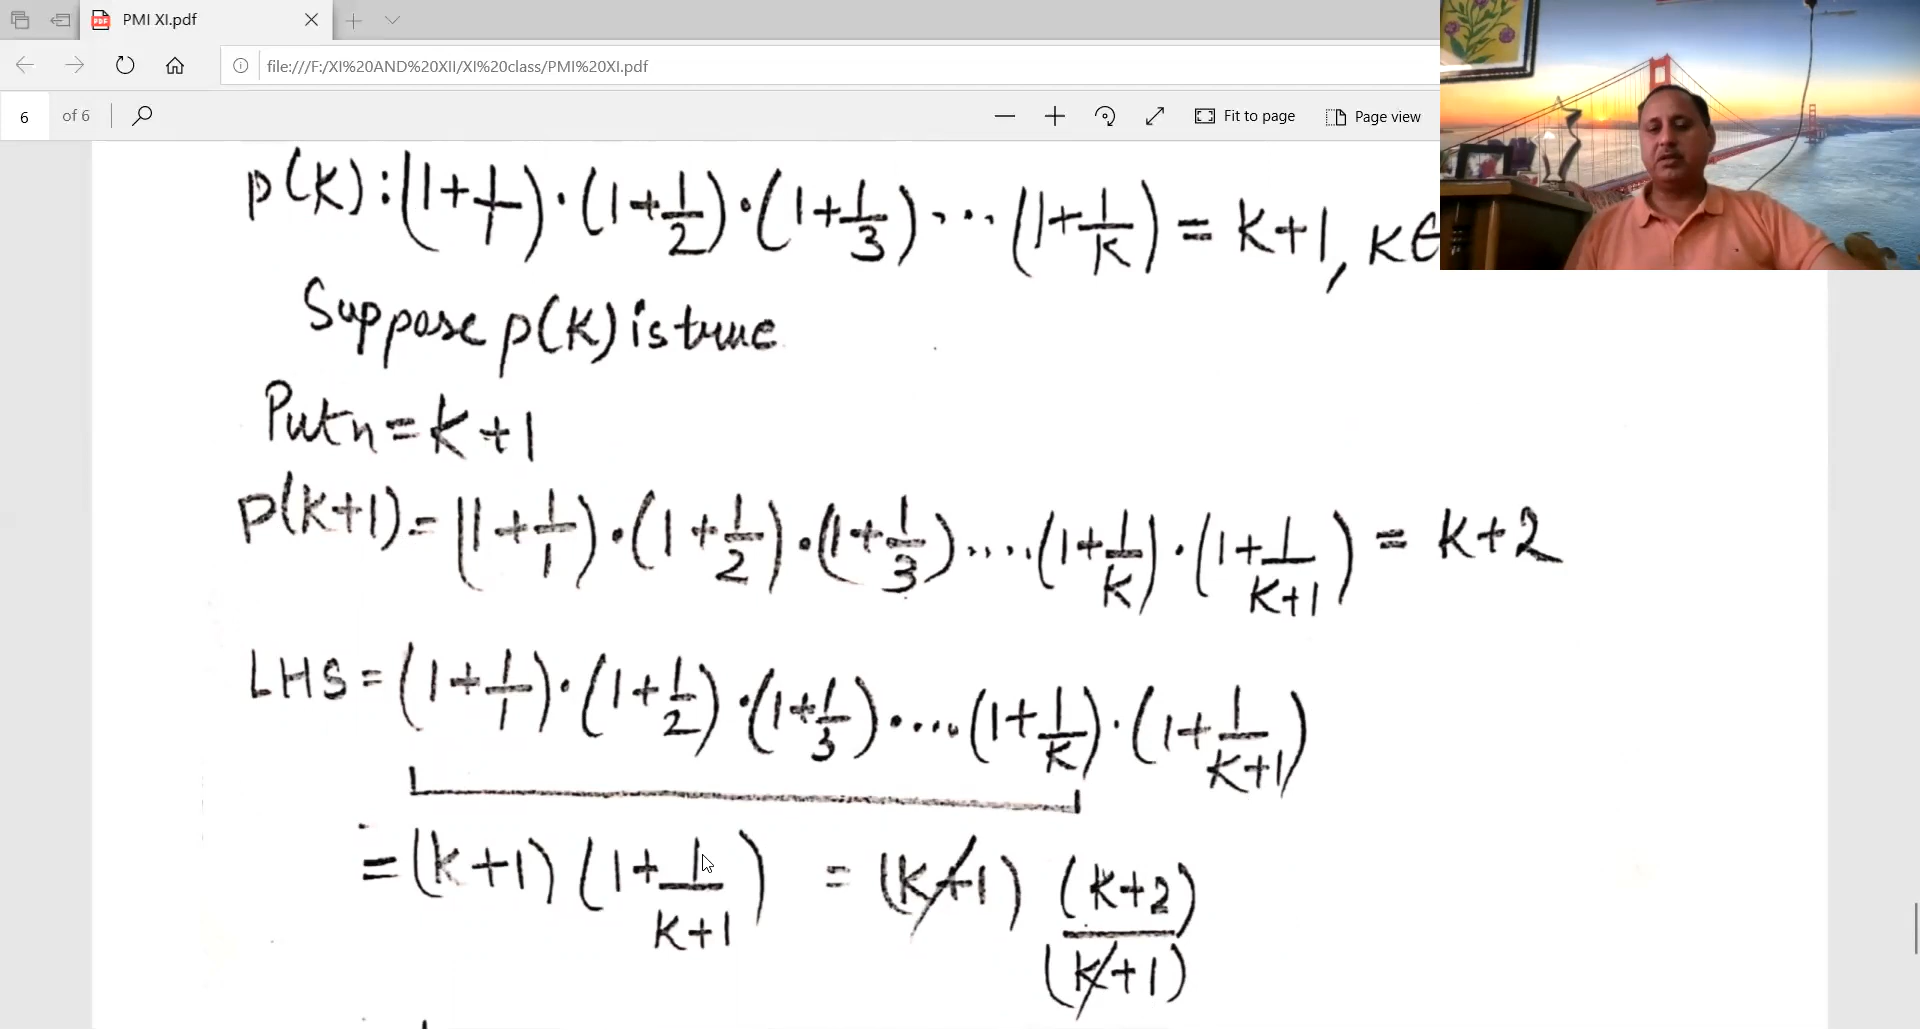 PMI XI.pdf
file:///F:/XI%20AND%20XII/XI%20class/PMI%20XI.pdf
6 of 6
Fit to page
Page view
P(K) : (1+1/1)·(1+1/2)·(1+1/3)...(1+1/K) = K+1, K∈
Suppose P(K) is true
Put n = K+1
P(K+1) = (1+1/1)·(1+1/2)·(1+1/3)....(1+1/K)·(1+1/K+1) = K+2
LHS = (1+1/1)·(1+1/2)·(1+1/3)....(1+1/K)·(1+1/K+1)
= (K+1) (1+1/K+1) = (K+1) (K+2)/(K+1)